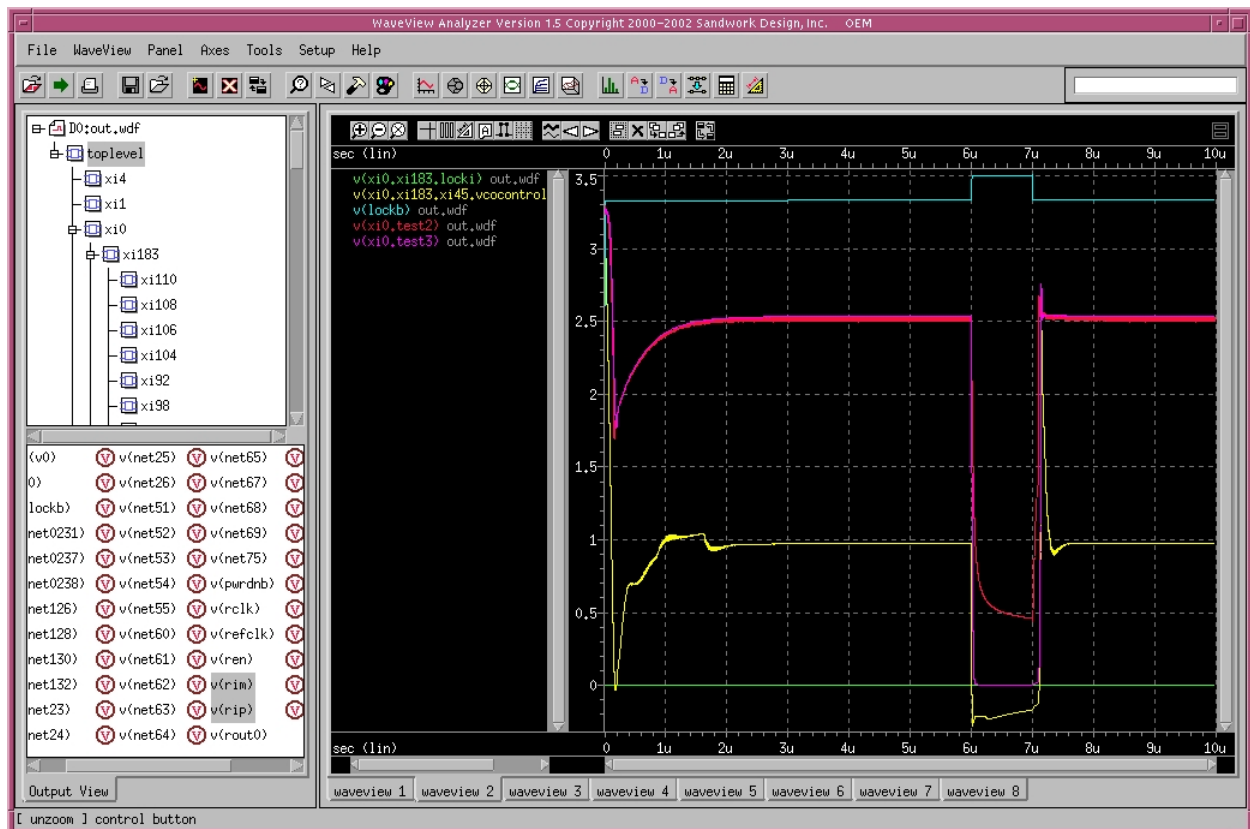 WaveView Analyzer Version 1.5 Copyright 2000-2002 Sandwork Design, Inc. OEM
File WaveView Panel Axes Tools Setup Help
D0:out.wdf
toplevel
xi4
xi1
xi0
xi183
xi110
xi108
xi106
xi104
xi92
xi98
(v0) v(net25) v(net65)
0) v(net26) v(net67)
lockb) v(net51) v(net68)
net0231) v(net52) v(net69)
net0237) v(net53) v(net75)
net0238) v(net54) v(pwrdnb)
net126) v(net55) v(rclk)
net128) v(net60) v(refclk)
net130) v(net61) v(ren)
net132) v(net62) v(rim)
net23) v(net63) v(rip)
net24) v(net64) v(rout0)
Output View
sec (lin) 0 1u 2u 3u 4u 5u 6u 7u 8u 9u 10u
v(xi0.xi183.locki) out.wdf
v(xi0.xi183.xi45.vcocontrol
v(lockb) out.wdf
v(xi0.test2) out.wdf
v(xi0.test3) out.wdf
3.5
3
2.5
2
1.5
1
0.5
0
sec (lin) 0 1u 2u 3u 4u 5u 6u 7u 8u 9u 10u
waveview 1 waveview 2 waveview 3 waveview 4 waveview 5 waveview 6 waveview 7 waveview 8
[ unzoom ] control button